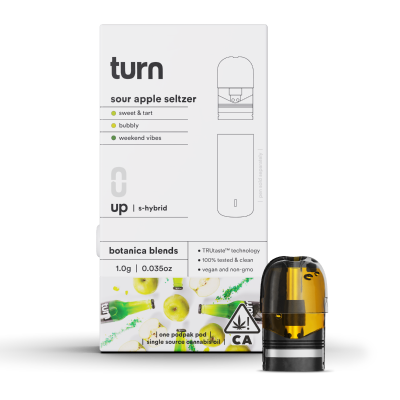 turn
sour apple seltzer
sweet & tart
bubbly
weekend vibes
up | s-hybrid
botanica blends
1.0g | 0.035oz
• TRUtaste™ technology
• 100% tested & clean
• vegan and non-gmo
| one podpak pod |
| single source cannabis oil |
CA